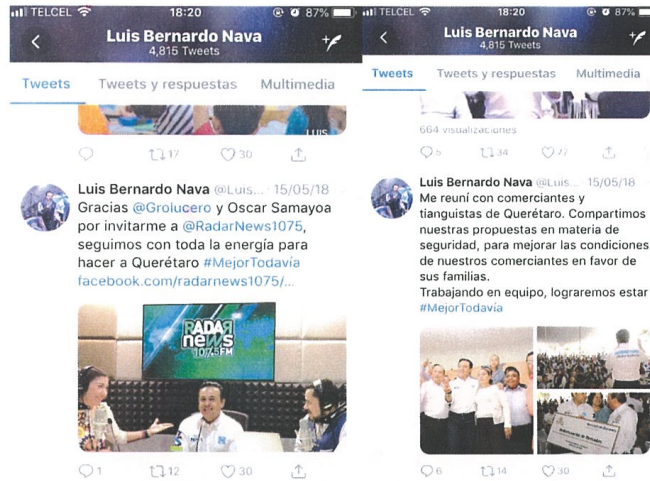 TELCEL 18:20 87%
Luis Bernardo Nava
4,815 Tweets
Tweets Tweets y respuestas Multimedia
LUIS
17 30
Luis Bernardo Nava @Luis... 15/05/18
Gracias @Grolucero y Oscar Samayoa
por invitarme a @RadarNews1075,
seguimos con toda la energía para
hacer a Querétaro #MejorTodavía
facebook.com/radarnews1075/...
RADAR
news
107.5 FM
1 12 30
TELCEL 18:20 87%
Luis Bernardo Nava
4,815 Tweets
Tweets Tweets y respuestas Multimedia
664 visualizaciones
5 34 27
Luis Bernardo Nava @Luis... 15/05/18
Me reuní con comerciantes y
tianguistas de Querétaro. Compartimos
nuestras propuestas en materia de
seguridad, para mejorar las condiciones
de nuestros comerciantes en favor de
sus familias.
Trabajando en equipo, lograremos estar
#MejorTodavía
6 14 30